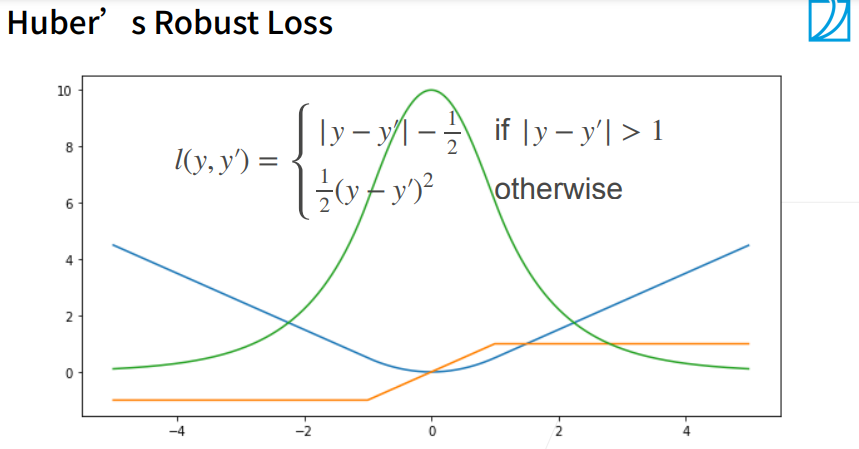 Huber’s Robust Loss
10
8
6
4
2
0
l(y, y′) = { |y − y′| − 1/2 if |y − y′| > 1
1/2 (y − y′)² otherwise
−4 −2 0 2 4